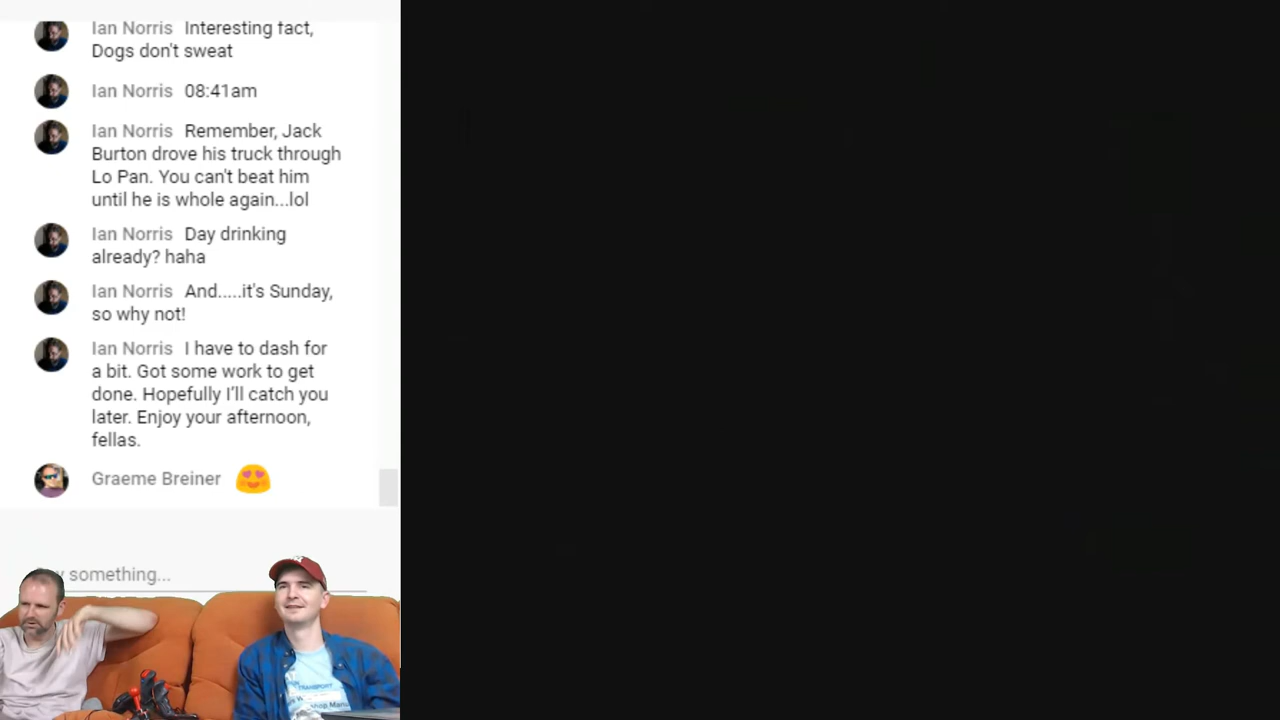 Ian Norris Interesting fact,
Dogs don't sweat
Ian Norris 08:41am
Ian Norris Remember, Jack
Burton drove his truck through
Lo Pan. You can't beat him
until he is whole again...lol
Ian Norris Day drinking
already? haha
Ian Norris And.....it's Sunday,
so why not!
Ian Norris I have to dash for
a bit. Got some work to get
done. Hopefully I'll catch you
later. Enjoy your afternoon,
fellas.
Graeme Breiner 😍
something...
TRANSPORT